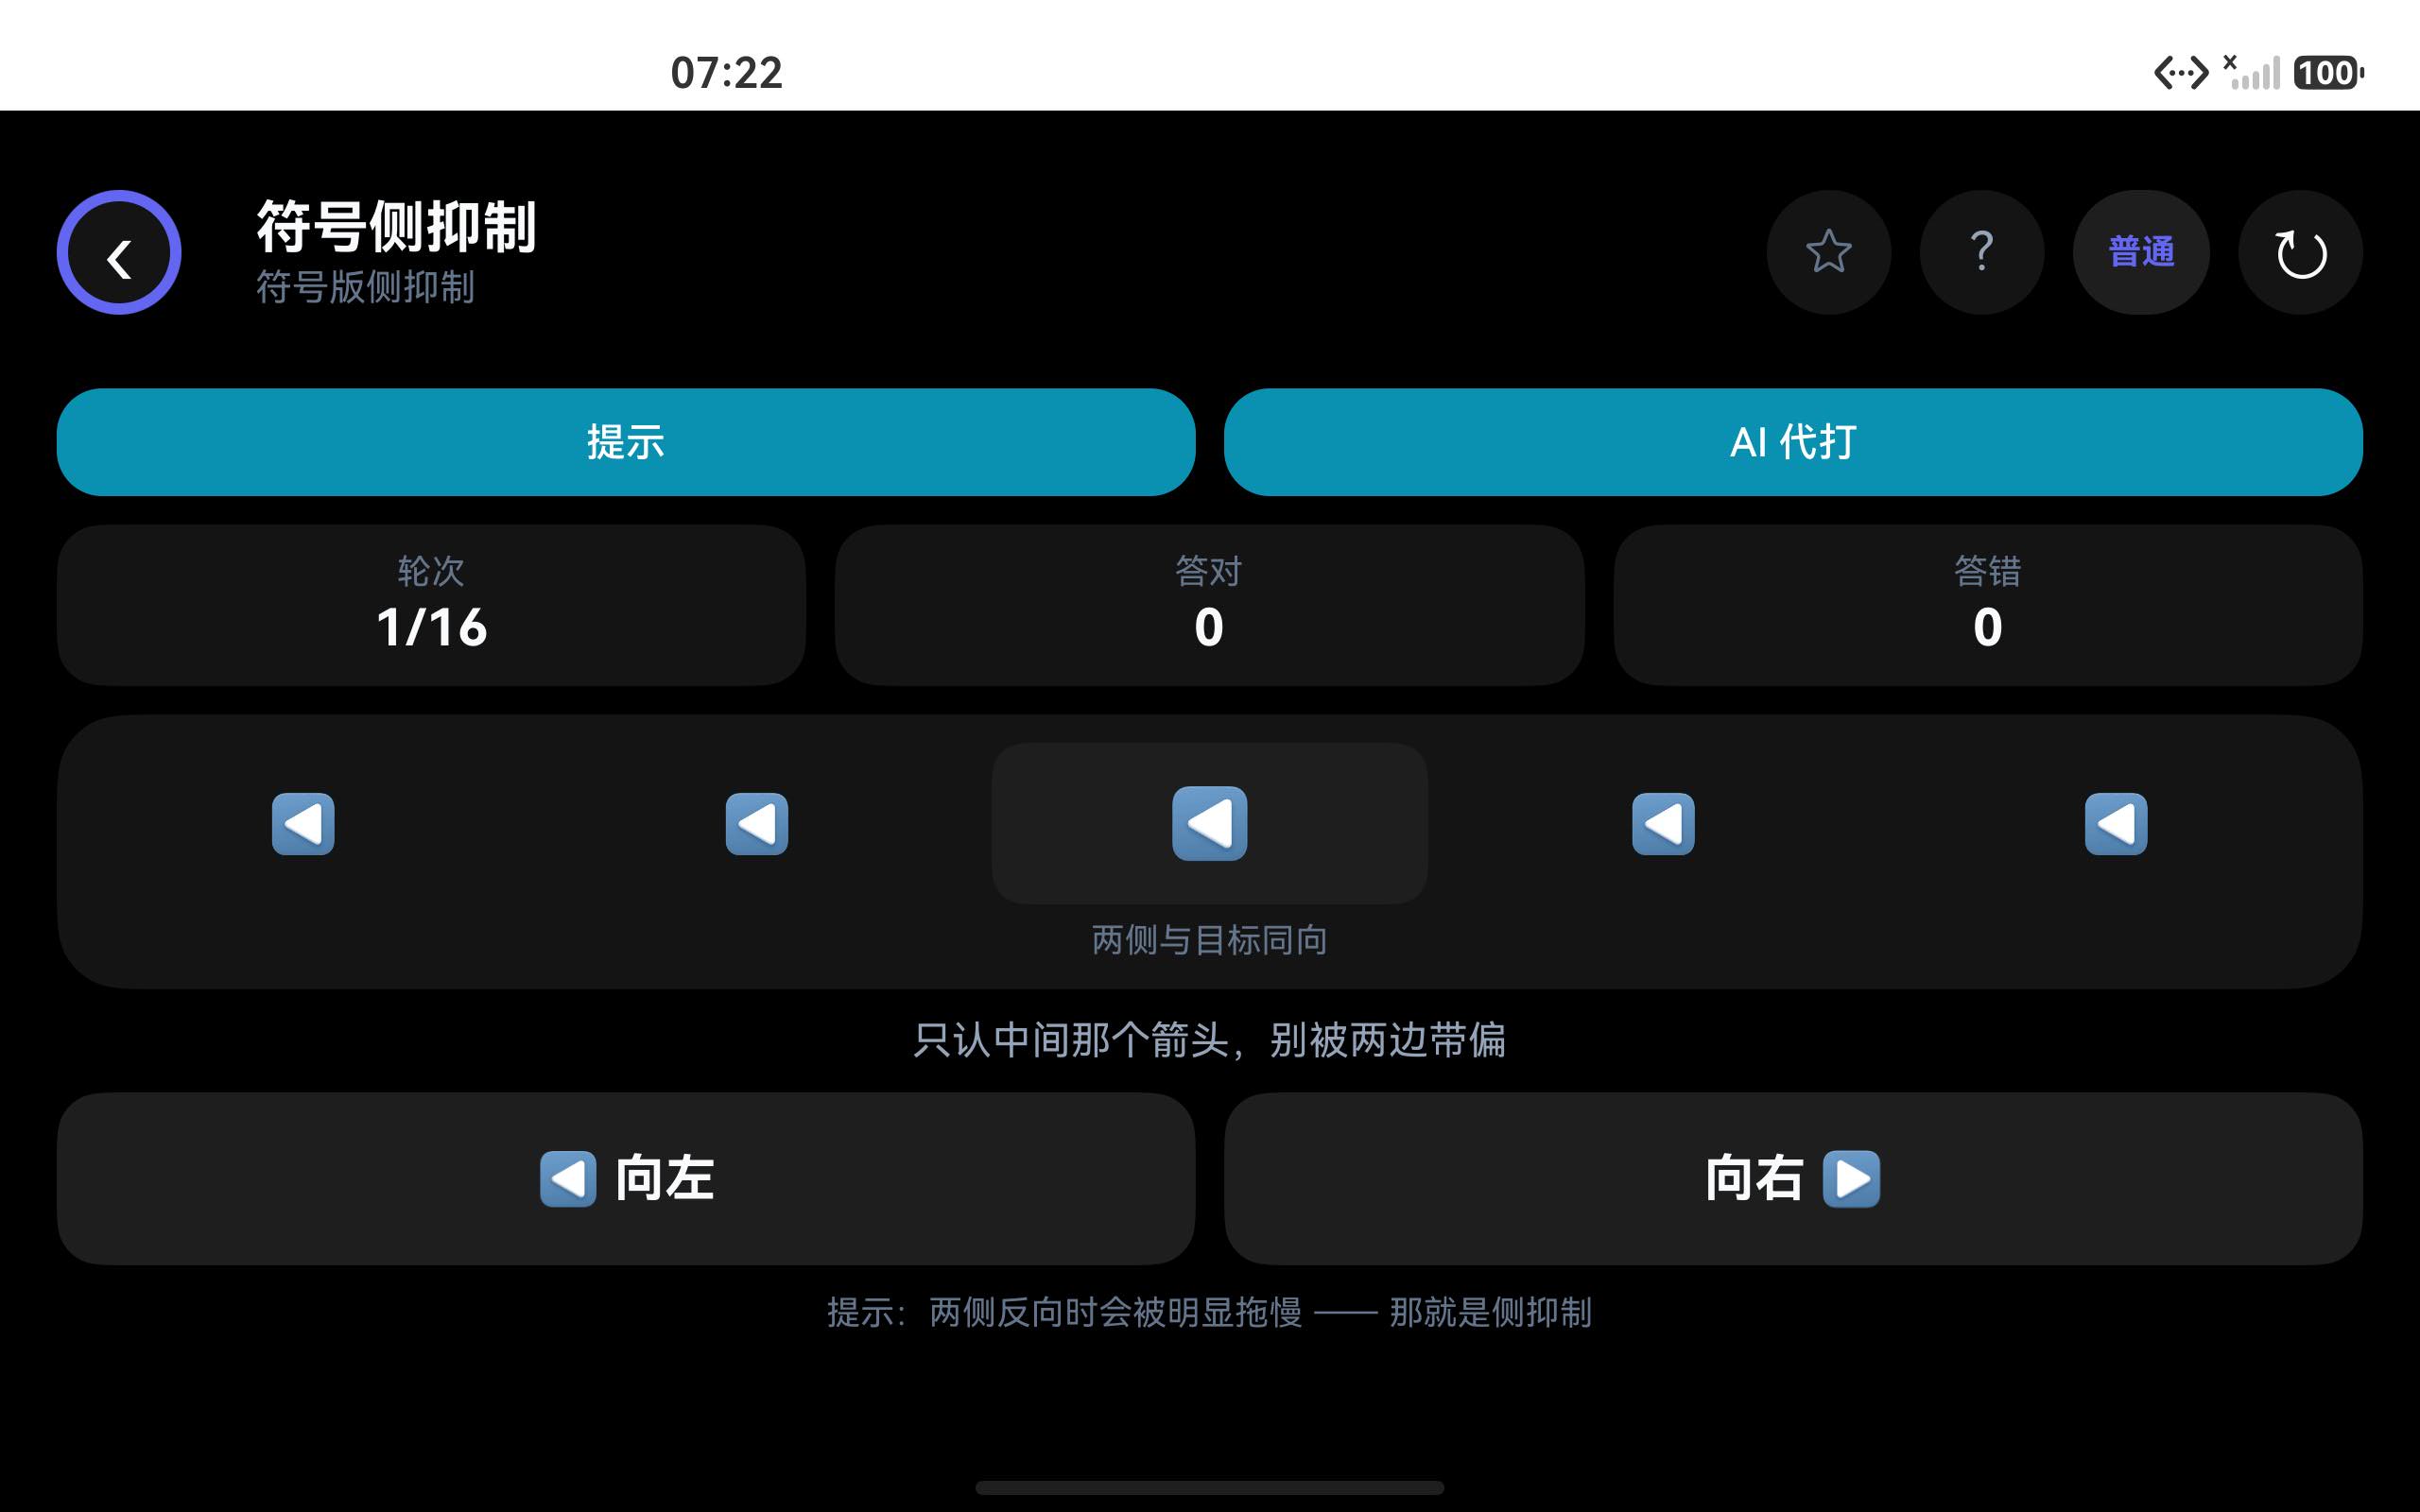 07:22
100
符号侧抑制
符号版侧抑制
?
普通
提示
AI 代打
轮次
1/16
答对
0
答错
0
两侧与目标同向
只认中间那个箭头，别被两边带偏
向左
向右
提示：两侧反向时会被明显拖慢 —— 那就是侧抑制